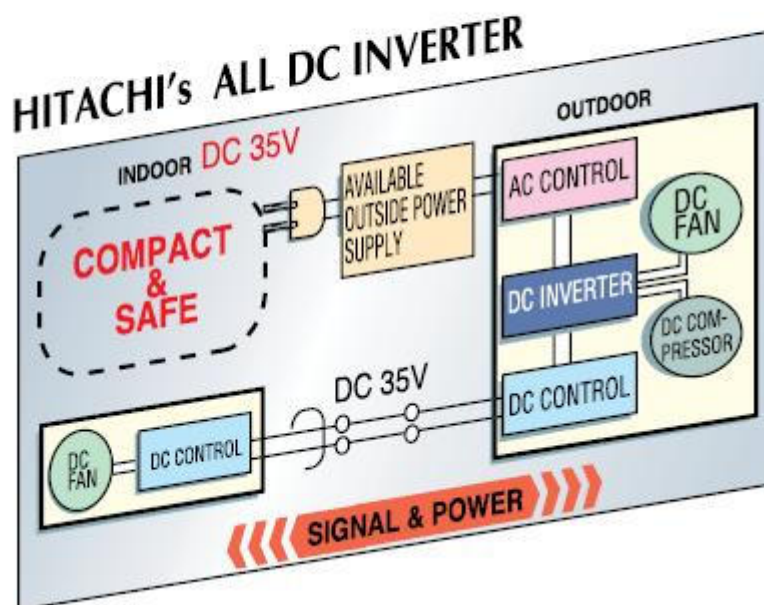 HITACHI's ALL DC INVERTER
INDOOR DC 35V
OUTDOOR
COMPACT
&
SAFE
AVAILABLE
OUTSIDE POWER
SUPPLY
AC CONTROL
DC
FAN
DC INVERTER
DC COM-
PRESSOR
DC 35V
DC CONTROL
DC
FAN
DC CONTROL
SIGNAL & POWER